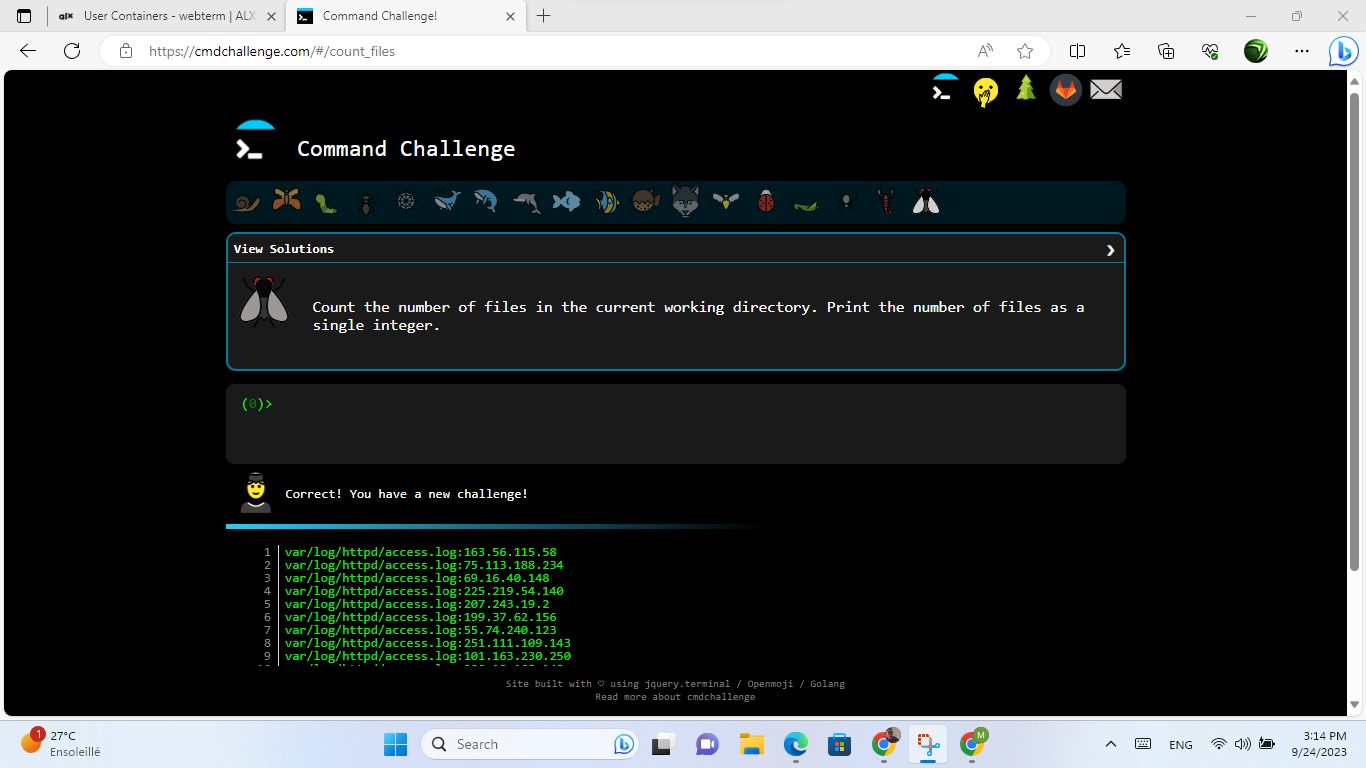 alx User Containers - webterm | ALX
Command Challenge!
https://cmdchallenge.com/#/count_files
Command Challenge
View Solutions
Count the number of files in the current working directory. Print the number of files as a
single integer.
(0)>
Correct! You have a new challenge!
1 var/log/httpd/access.log:163.56.115.58
2 var/log/httpd/access.log:75.113.188.234
3 var/log/httpd/access.log:69.16.40.148
4 var/log/httpd/access.log:225.219.54.140
5 var/log/httpd/access.log:207.243.19.2
6 var/log/httpd/access.log:199.37.62.156
7 var/log/httpd/access.log:55.74.240.123
8 var/log/httpd/access.log:251.111.109.143
9 var/log/httpd/access.log:101.163.230.250
Site built with ♡ using jquery.terminal / Openmoji / Golang
Read more about cmdchallenge
1
27°C
Ensoleillé
Search
M
ENG
3:14 PM
9/24/2023